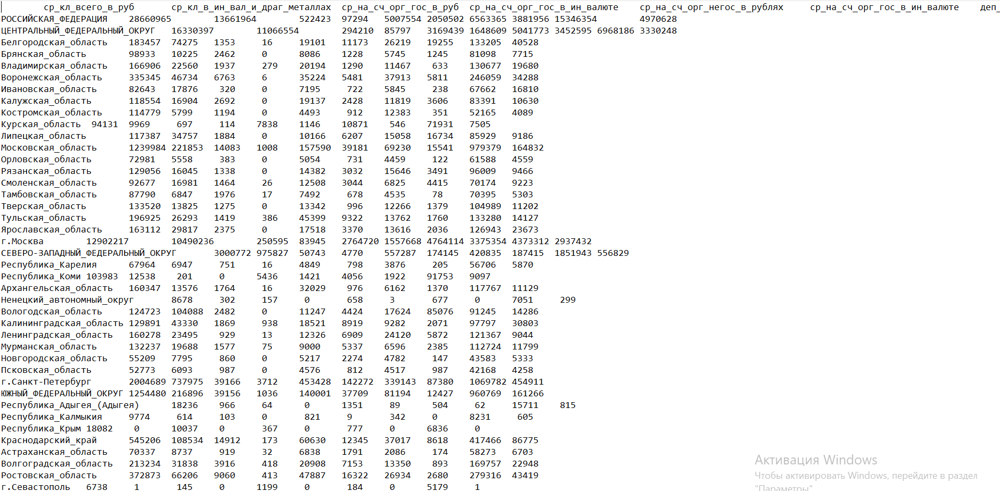 ср_кл_всего_в_руб ср_кл_в_ин_вал_и_драг_металлах ср_на_сч_орг_гос_в_руб ср_на_сч_орг_гос_в_ин_валюте ср_на_сч_орг_негос_в_рублях ср_на_сч_орг_гос_в_ин_валюте деп_
РОССИЙСКАЯ_ФЕДЕРАЦИЯ 28660965 13661964 522423 97294 5007554 2050502 6563365 3881956 15346354 4970628
ЦЕНТРАЛЬНЫЙ_ФЕДЕРАЛЬНЫЙ_ОКРУГ 16330397 11066554 294210 85797 3169439 1648609 5041773 3452595 6968186 3330248
Белгородская_область 183457 74275 1353 16 19101 11173 26219 19255 133205 40528
Брянская_область 98933 10225 2462 0 8086 1228 5745 1245 81098 7715
Владимирская_область 166906 22560 1937 279 20194 1290 11467 633 130677 19680
Воронежская_область 335345 46734 6763 6 35224 5481 37913 5811 246059 34288
Ивановская_область 82643 17876 320 0 7195 722 5845 238 67662 16810
Калужская_область 118554 16904 2692 0 19137 2428 11819 3606 83391 10630
Костромская_область 114779 5799 1194 0 4493 912 12383 351 52165 4089
Курская_область 94131 9969 697 114 7838 1146 10871 546 71931 7505
Липецкая_область 117387 34757 1884 0 10166 6207 15058 16734 85929 9186
Московская_область 1239984 221853 14083 1008 157590 39181 69230 15541 979379 164832
Орловская_область 72981 5558 383 0 5054 731 4459 122 61588 4559
Рязанская_область 129056 16045 1338 0 14382 3032 15646 3491 96009 9466
Смоленская_область 92677 16981 1464 26 12508 3044 6825 4415 70174 9223
Тамбовская_область 87790 6847 1976 17 7492 678 4535 78 70395 5303
Тверская_область 133520 13825 1275 0 13342 996 12266 1379 104989 11202
Тульская_область 196925 26293 1419 386 45399 9322 13762 1760 133280 14127
Ярославская_область 163112 29817 2375 0 17518 3370 13616 2036 126943 23673
г.Москва 12902217 10490236 250595 83945 2764720 1557668 4764114 3375354 4373312 2937432
СЕВЕРО-ЗАПАДНЫЙ_ФЕДЕРАЛЬНЫЙ_ОКРУГ 3000772 975827 50743 4770 557287 174145 420835 187415 1851943 556829
Республика_Карелия 67964 6947 751 16 4849 798 3876 205 56706 5870
Республика_Коми 103983 12538 201 0 5436 1421 4056 1922 91753 9097
Архангельская_область 160347 13576 1764 16 32029 976 6162 1370 117767 11129
Ненецкий_автономный_округ 8678 302 157 0 658 3 677 0 7051 299
Вологодская_область 124723 104088 2482 0 11247 4424 17624 85076 91245 14286
Калининградская_область 129891 43330 1869 938 18521 8919 9282 2071 97797 30803
Ленинградская_область 160278 23495 929 13 12326 6909 24120 5872 121367 9044
Мурманская_область 132237 19688 1577 75 9000 5337 6596 2385 112724 11799
Новгородская_область 55209 7795 860 0 5217 2274 4782 147 43583 5333
Псковская_область 52773 6093 987 0 4576 812 4517 987 42168 4258
г.Санкт-Петербург 2004689 737975 39166 3712 453428 142272 339143 87380 1069782 454911
ЮЖНЫЙ_ФЕДЕРАЛЬНЫЙ_ОКРУГ 1254480 216896 39156 1036 140001 37709 81194 12427 960769 161266
Республика_Адыгея_(Адыгея) 18236 966 64 0 1351 89 504 62 15711 815
Республика_Калмыкия 9774 614 103 0 821 9 342 0 8231 605
Республика_Крым 18082 0 10037 0 367 0 777 0 6836 0
Краснодарский_край 545206 108534 14912 173 60630 12345 37017 8618 417466 86775
Астраханская_область 70337 8737 919 32 6838 1791 2086 174 58273 6703
Волгоградская_область 213234 31838 3916 418 20908 7153 13350 893 169757 22948
Ростовская_область 372873 66206 9060 413 47887 16322 26934 2680 279316 43419
г.Севастополь 6738 1 145 0 1199 0 184 0 5179 1
Активация Windows
Чтобы активировать Windows, перейдите в раздел
"Параметры"